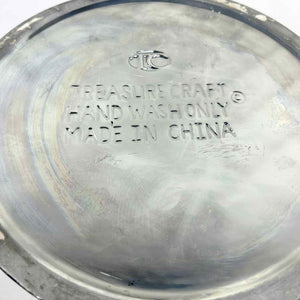 TC
TREASURE CRAFT
HAND WASH ONLY ©
MADE IN CHINA